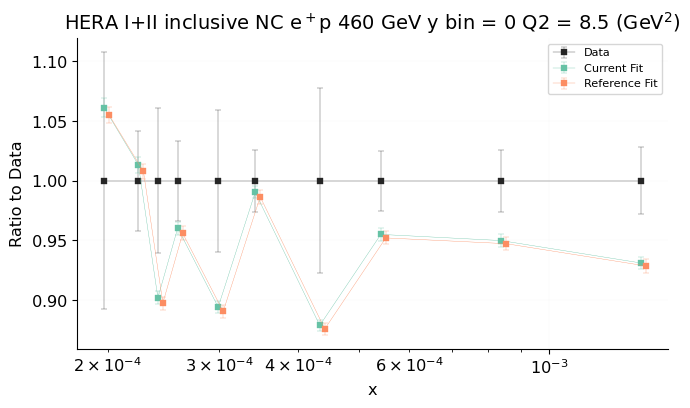 HERA I+II inclusive NC e⁺p 460 GeV y bin = 0 Q2 = 8.5 (GeV²)
Data
Current Fit
Reference Fit
Ratio to Data
1.10
1.05
1.00
0.95
0.90
2 × 10⁻⁴
3 × 10⁻⁴
4 × 10⁻⁴
6 × 10⁻⁴
10⁻³
x